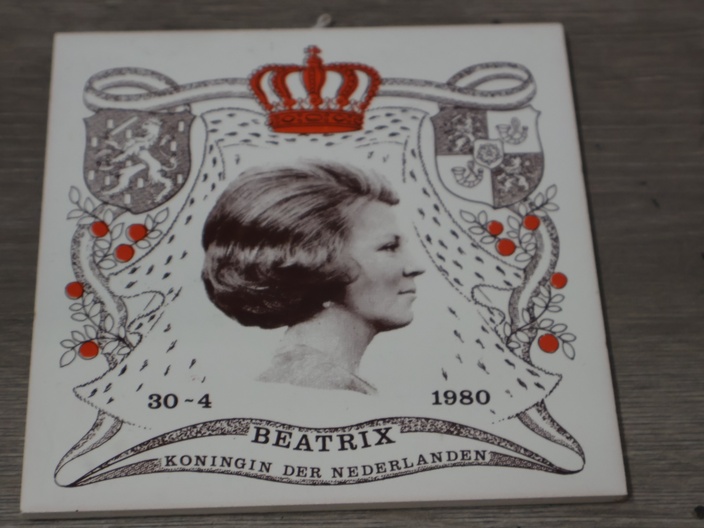 30-4 1980
BEATRIX
KONINGIN DER NEDERLANDEN